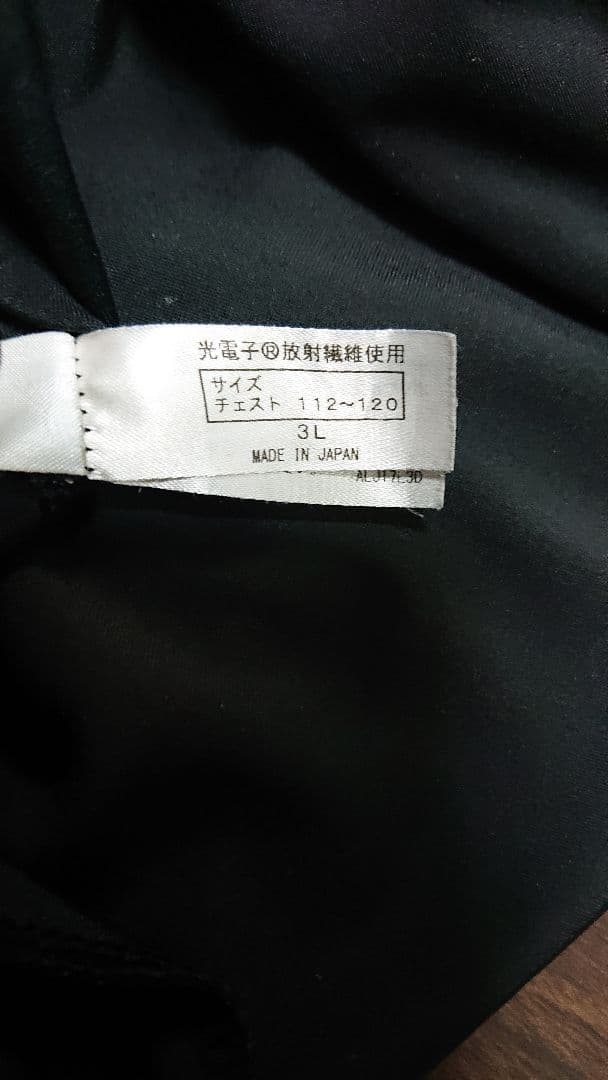 光電子®放射繊維使用
サイズ
チェスト 112～120
3L
MADE IN JAPAN